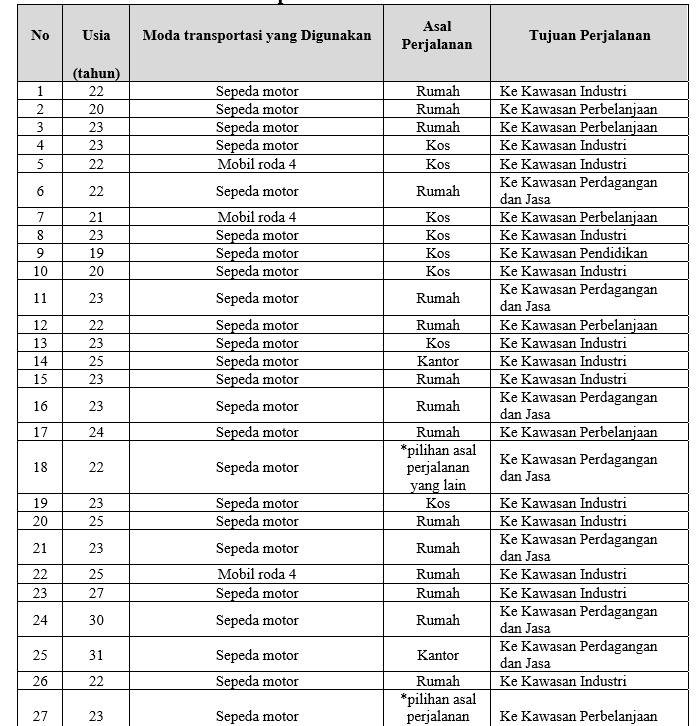 No Usia (tahun) Moda transportasi yang Digunakan Asal Perjalanan Tujuan Perjalanan
1 22 Sepeda motor Rumah Ke Kawasan Industri
2 20 Sepeda motor Rumah Ke Kawasan Perbelanjaan
3 23 Sepeda motor Rumah Ke Kawasan Perbelanjaan
4 23 Sepeda motor Kos Ke Kawasan Industri
5 22 Mobil roda 4 Kos Ke Kawasan Industri
6 22 Sepeda motor Rumah Ke Kawasan Perdagangan
dan Jasa
7 21 Mobil roda 4 Kos Ke Kawasan Perbelanjaan
8 23 Sepeda motor Kos Ke Kawasan Industri
9 19 Sepeda motor Kos Ke Kawasan Pendidikan
10 20 Sepeda motor Kos Ke Kawasan Industri
11 23 Sepeda motor Rumah Ke Kawasan Perdagangan
dan Jasa
12 22 Sepeda motor Rumah Ke Kawasan Perbelanjaan
13 23 Sepeda motor Kos Ke Kawasan Industri
14 25 Sepeda motor Kantor Ke Kawasan Industri
15 23 Sepeda motor Rumah Ke Kawasan Industri
16 23 Sepeda motor Rumah Ke Kawasan Perdagangan
dan Jasa
17 24 Sepeda motor Rumah Ke Kawasan Perbelanjaan
18 22 Sepeda motor *pilihan asal
perjalanan
yang lain
Ke Kawasan Perdagangan
dan Jasa
19 23 Sepeda motor Kos Ke Kawasan Industri
20 25 Sepeda motor Rumah Ke Kawasan Industri
21 23 Sepeda motor Rumah Ke Kawasan Perdagangan
dan Jasa
22 25 Mobil roda 4 Rumah Ke Kawasan Industri
23 27 Sepeda motor Rumah Ke Kawasan Industri
24 30 Sepeda motor Rumah Ke Kawasan Perdagangan
dan Jasa
25 31 Sepeda motor Kantor Ke Kawasan Perdagangan
dan Jasa
26 22 Sepeda motor Rumah Ke Kawasan Industri
27 23 Sepeda motor *pilihan asal
perjalanan
Ke Kawasan Perbelanjaan